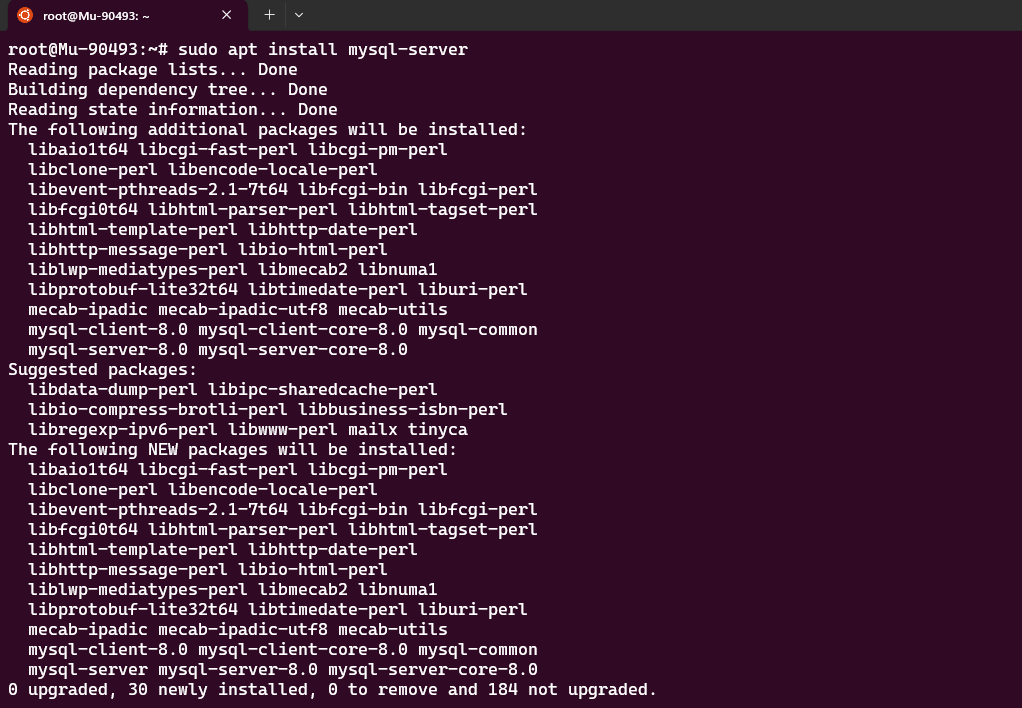 root@Mu-90493: ~
root@Mu-90493:~# sudo apt install mysql-server
Reading package lists... Done
Building dependency tree... Done
Reading state information... Done
The following additional packages will be installed:
  libaio1t64 libcgi-fast-perl libcgi-pm-perl
  libclone-perl libencode-locale-perl
  libevent-pthreads-2.1-7t64 libfcgi-bin libfcgi-perl
  libfcgi0t64 libhtml-parser-perl libhtml-tagset-perl
  libhtml-template-perl libhttp-date-perl
  libhttp-message-perl libio-html-perl
  liblwp-mediatypes-perl libmecab2 libnuma1
  libprotobuf-lite32t64 libtimedate-perl liburi-perl
  mecab-ipadic mecab-ipadic-utf8 mecab-utils
  mysql-client-8.0 mysql-client-core-8.0 mysql-common
  mysql-server-8.0 mysql-server-core-8.0
Suggested packages:
  libdata-dump-perl libipc-sharedcache-perl
  libio-compress-brotli-perl libbusiness-isbn-perl
  libregexp-ipv6-perl libwww-perl mailx tinyca
The following NEW packages will be installed:
  libaio1t64 libcgi-fast-perl libcgi-pm-perl
  libclone-perl libencode-locale-perl
  libevent-pthreads-2.1-7t64 libfcgi-bin libfcgi-perl
  libfcgi0t64 libhtml-parser-perl libhtml-tagset-perl
  libhtml-template-perl libhttp-date-perl
  libhttp-message-perl libio-html-perl
  liblwp-mediatypes-perl libmecab2 libnuma1
  libprotobuf-lite32t64 libtimedate-perl liburi-perl
  mecab-ipadic mecab-ipadic-utf8 mecab-utils
  mysql-client-8.0 mysql-client-core-8.0 mysql-common
  mysql-server mysql-server-8.0 mysql-server-core-8.0
0 upgraded, 30 newly installed, 0 to remove and 184 not upgraded.